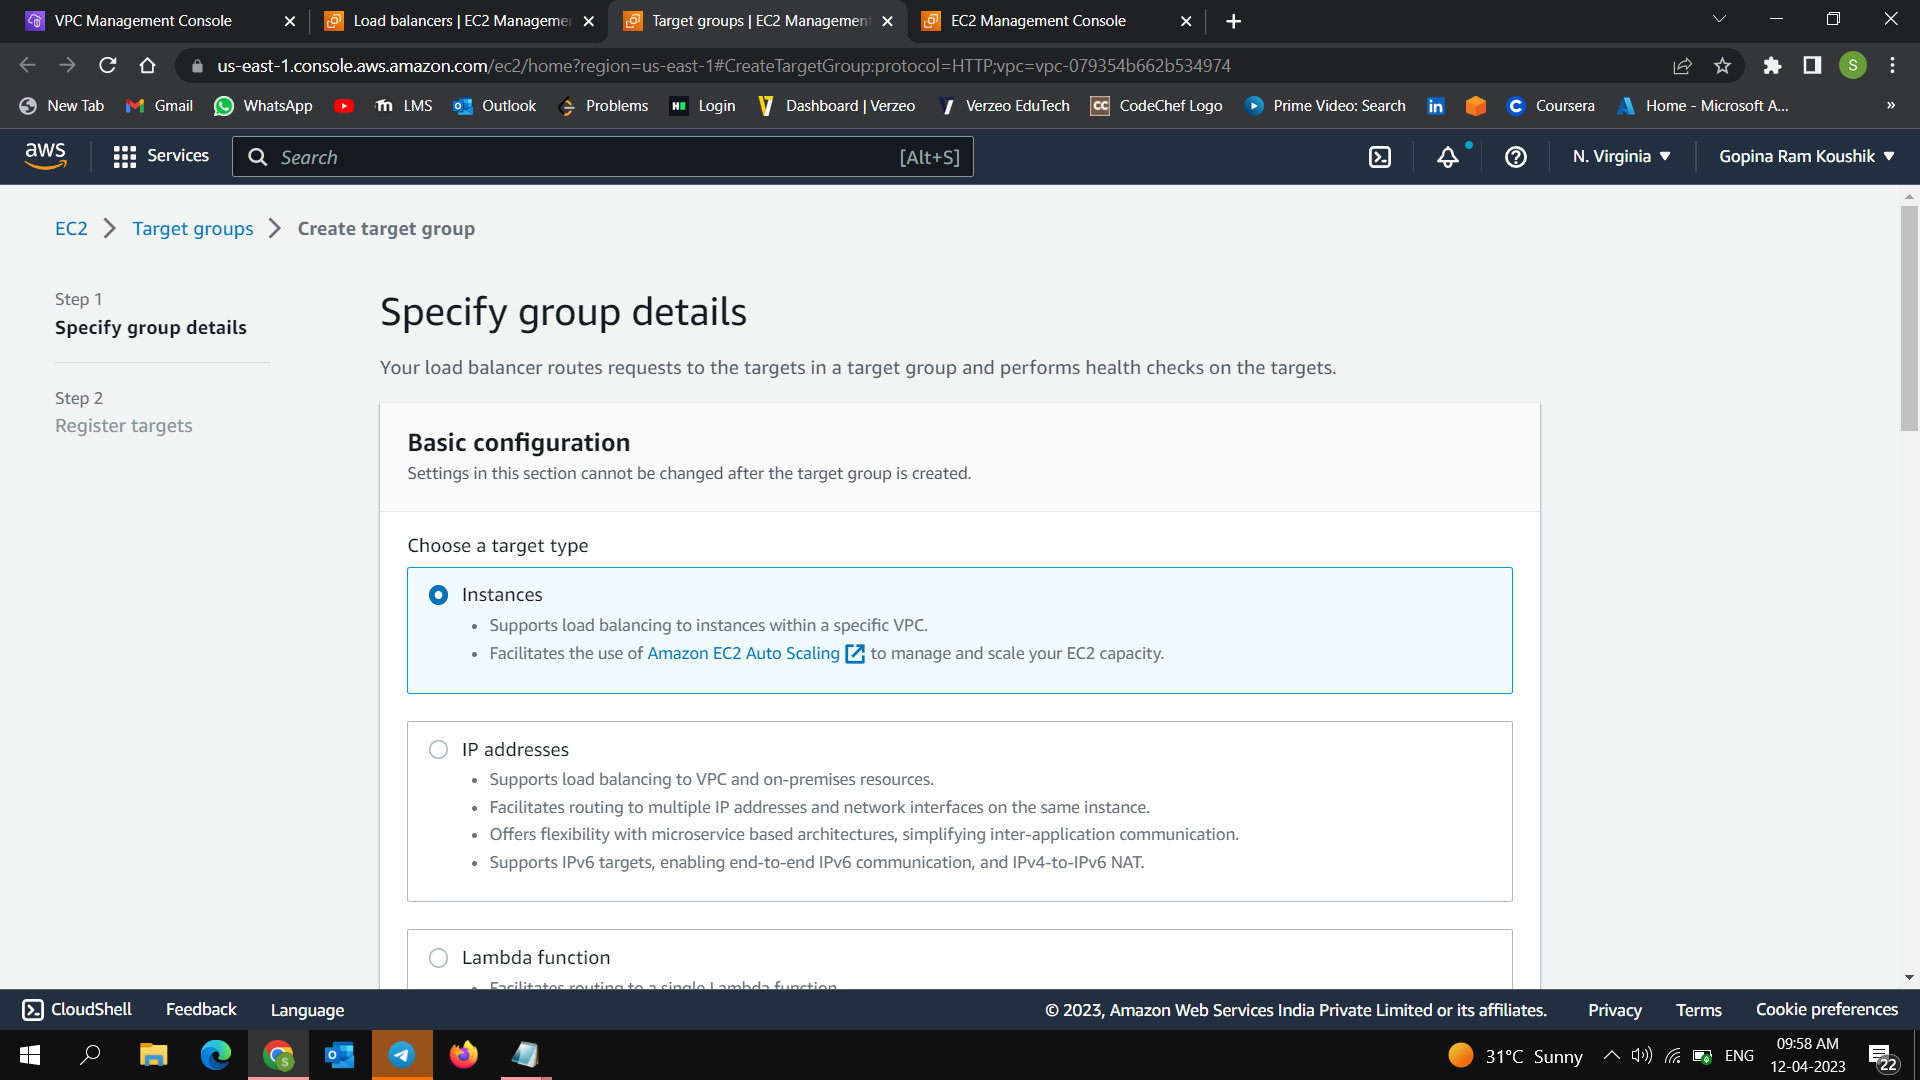 VPC Management Console
Load balancers | EC2 Managemen
Target groups | EC2 Management
EC2 Management Console
us-east-1.console.aws.amazon.com/ec2/home?region=us-east-1#CreateTargetGroup:protocol=HTTP;vpc=vpc-079354b662b534974
S
New Tab
Gmail
WhatsApp
m LMS
Outlook
Problems
Login
Dashboard | Verzeo
Verzeo EduTech
CC CodeChef Logo
Prime Video: Search
in
Coursera
Home - Microsoft A...
»
aws
Services
Search
[Alt+S]
N. Virginia
Gopina Ram Koushik
EC2 > Target groups > Create target group
Step 1
Specify group details
Step 2
Register targets
Specify group details
Your load balancer routes requests to the targets in a target group and performs health checks on the targets.
Basic configuration
Settings in this section cannot be changed after the target group is created.
Choose a target type
Instances
• Supports load balancing to instances within a specific VPC.
• Facilitates the use of Amazon EC2 Auto Scaling to manage and scale your EC2 capacity.
IP addresses
• Supports load balancing to VPC and on-premises resources.
• Facilitates routing to multiple IP addresses and network interfaces on the same instance.
• Offers flexibility with microservice based architectures, simplifying inter-application communication.
• Supports IPv6 targets, enabling end-to-end IPv6 communication, and IPv4-to-IPv6 NAT.
Lambda function
• Facilitates routing to a single Lambda function.
CloudShell
Feedback
Language
© 2023, Amazon Web Services India Private Limited or its affiliates.
Privacy
Terms
Cookie preferences
S
31°C Sunny
ENG
09:58 AM
12-04-2023
22